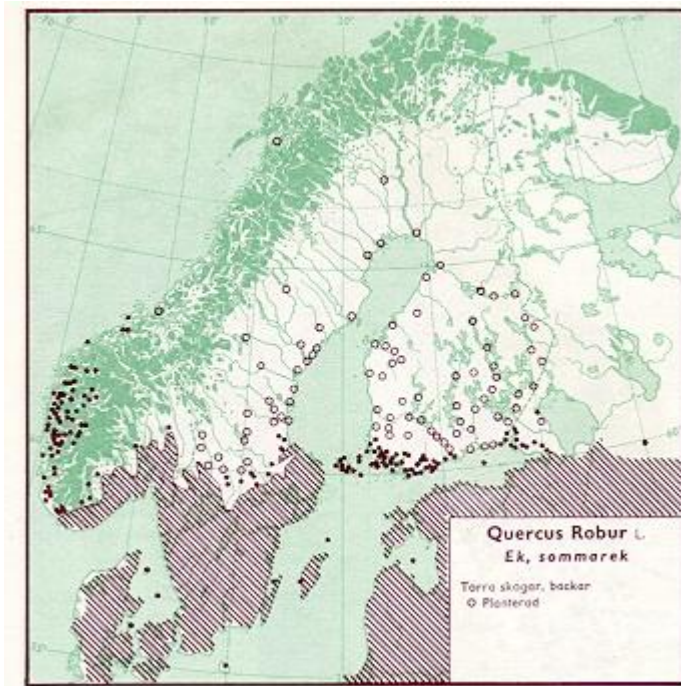 Quercus Robur L.
Ek, sommarek
Torra skogar, backar
Planterad